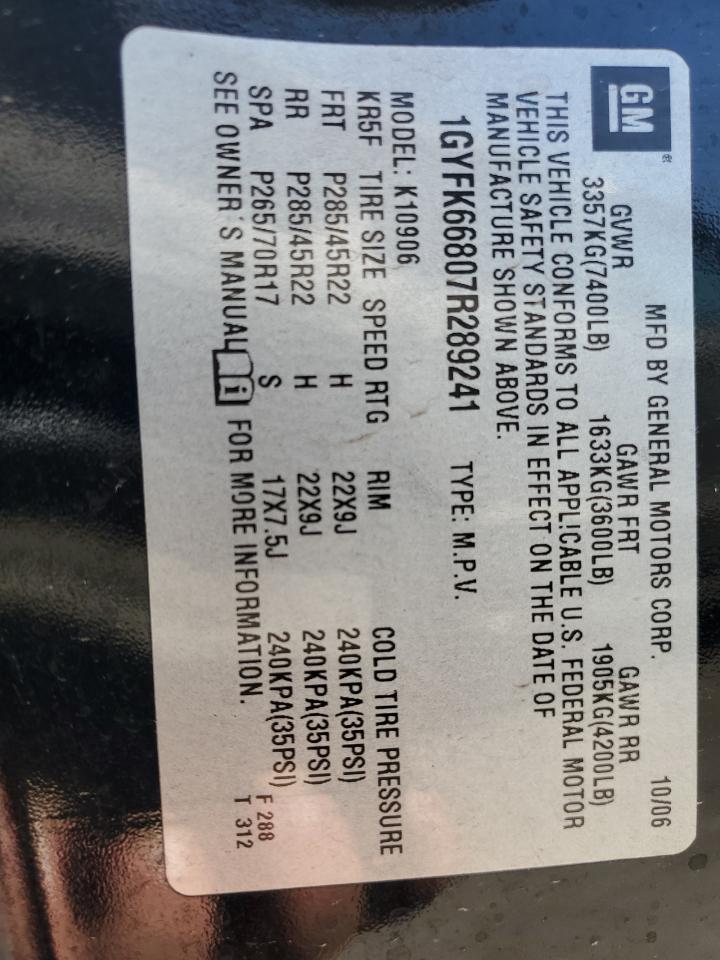 GM®
MFD BY GENERAL MOTORS CORP. 10/06
GVWR GAWR FRT GAWR RR
3357KG(7400LB) 1633KG(3600LB) 1905KG(4200LB)
THIS VEHICLE CONFORMS TO ALL APPLICABLE U.S. FEDERAL MOTOR
VEHICLE SAFETY STANDARDS IN EFFECT ON THE DATE OF
MANUFACTURE SHOWN ABOVE.
1GYFK66807R289241 TYPE: M.P.V.
MODEL: K10906
KR5F TIRE SIZE SPEED RTG RIM COLD TIRE PRESSURE
FRT P285/45R22 H 22X9J 240KPA(35PSI)
RR P285/45R22 H 22X9J 240KPA(35PSI)
SPA P265/70R17 S 17X7.5J 240KPA(35PSI) F 288
SEE OWNER'S MANUAL i FOR MORE INFORMATION. T 312